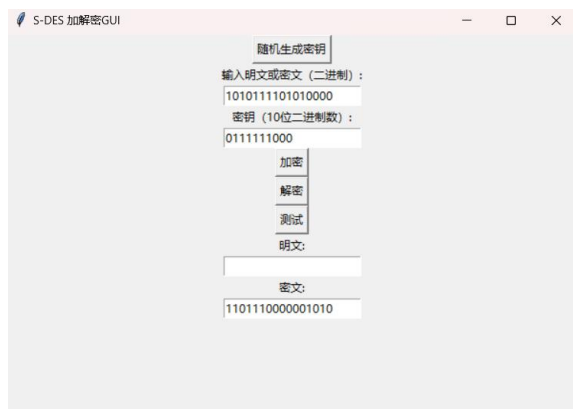 S-DES 加解密GUI
随机生成密钥
输入明文或密文（二进制）:
1010111101010000
密钥（10位二进制数）:
0111111000
加密
解密
测试
明文:
密文:
1101110000001010